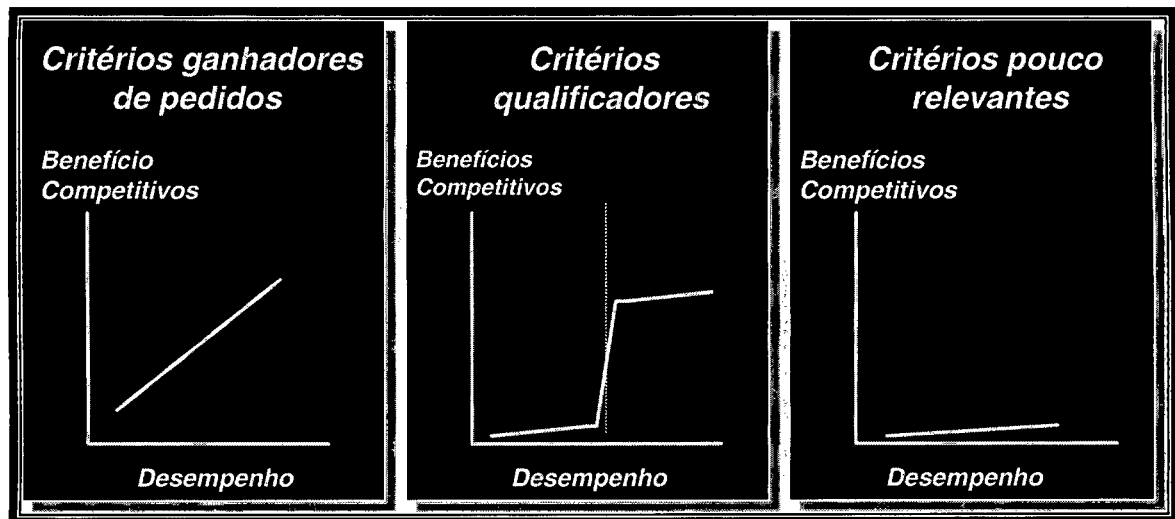 Critérios ganhadores
de pedidos
Benefício
Competitivos
Desempenho
Critérios
qualificadores
Benefícios
Competitivos
Desempenho
Critérios pouco
relevantes
Benefícios
Competitivos
Desempenho